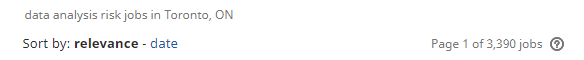 data analysis risk jobs in Toronto, ON
Sort by: relevance - date Page 1 of 3,390 jobs ?